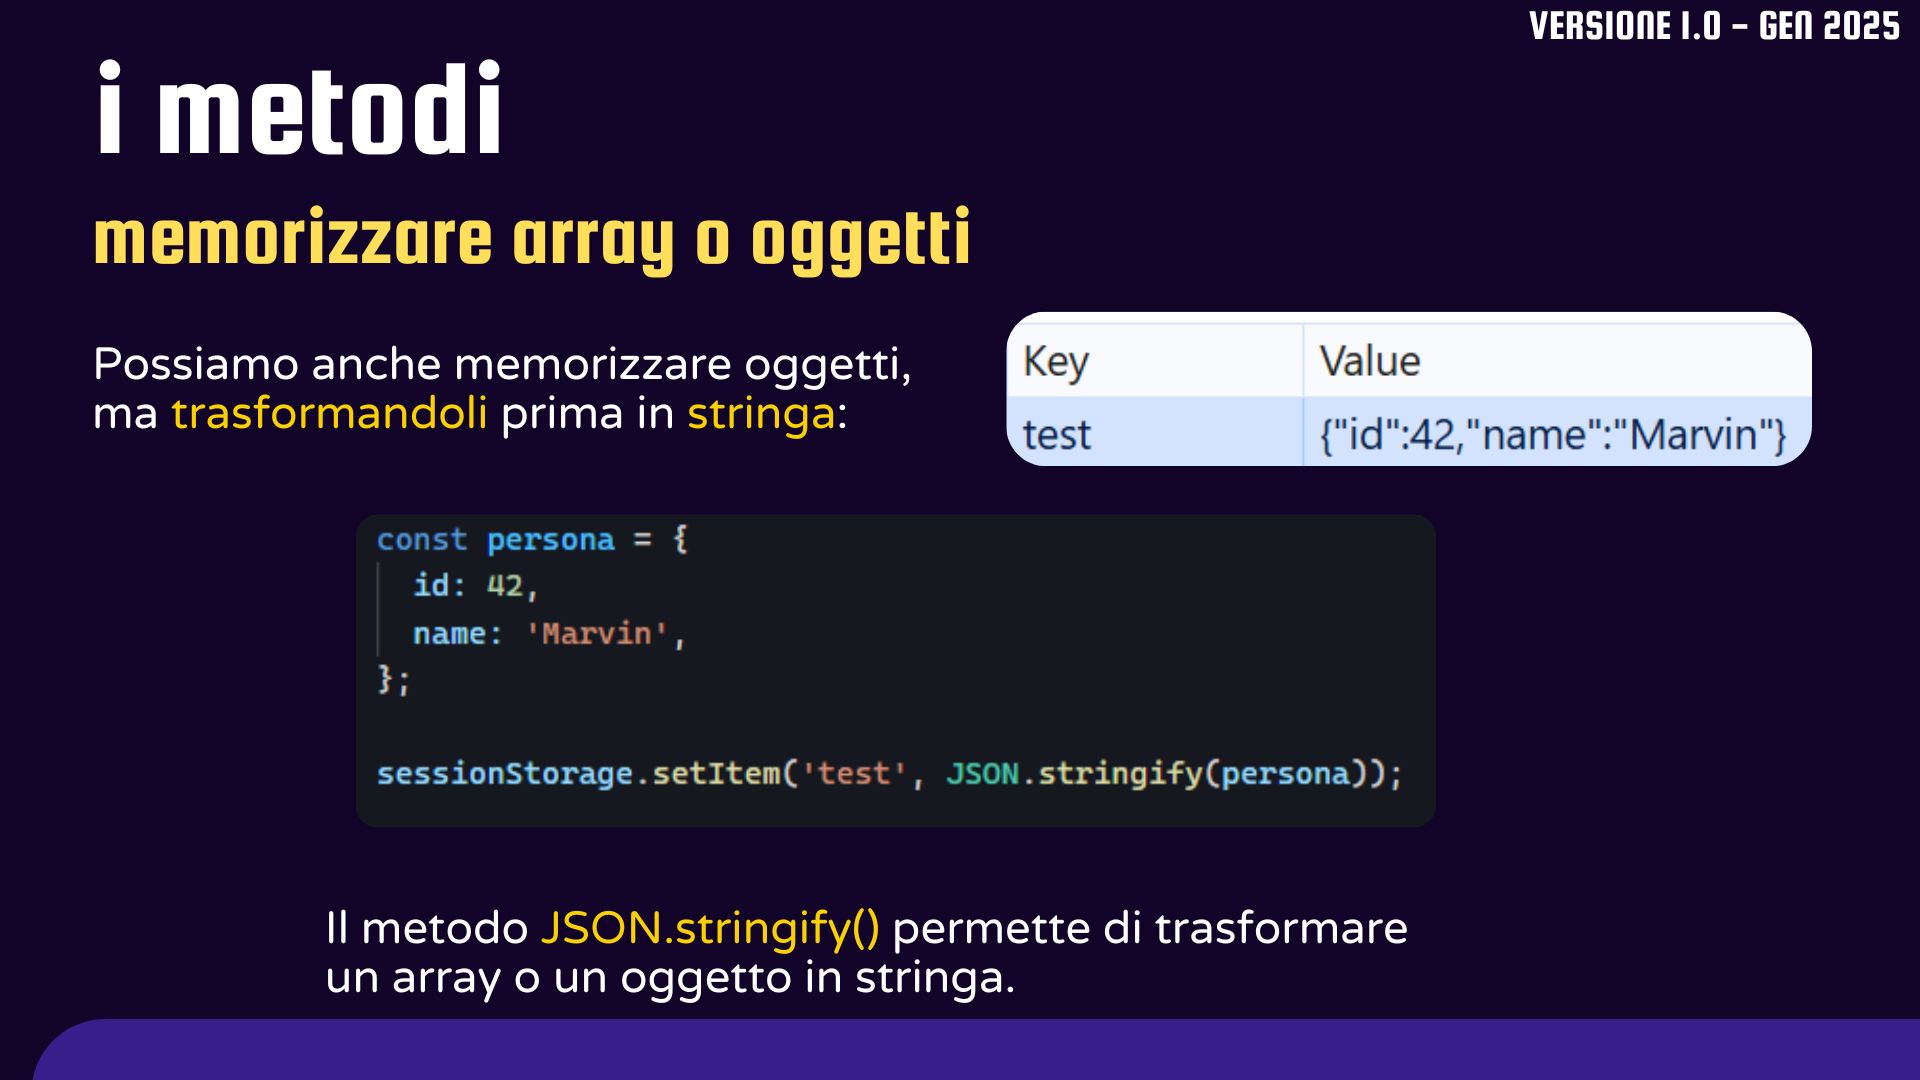 VERSIONE 1.0 - GEN 2025
i metodi
memorizzare array o oggetti
Possiamo anche memorizzare oggetti,
ma trasformandoli prima in stringa:
Key Value
test {"id":42,"name":"Marvin"}
const persona = {
  id: 42,
  name: 'Marvin',
};
sessionStorage.setItem('test', JSON.stringify(persona));
Il metodo JSON.stringify() permette di trasformare
un array o un oggetto in stringa.